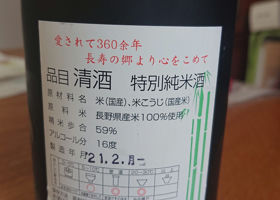 愛されて360余年
長寿の郷より心をこめて
品目 清酒 特別純米酒
原材料名 米(国産)、米こうじ(国産米)
原料米 長野県産米100%使用
精米歩合 59%
アルコール分 16度
製造年月 '21.2.月